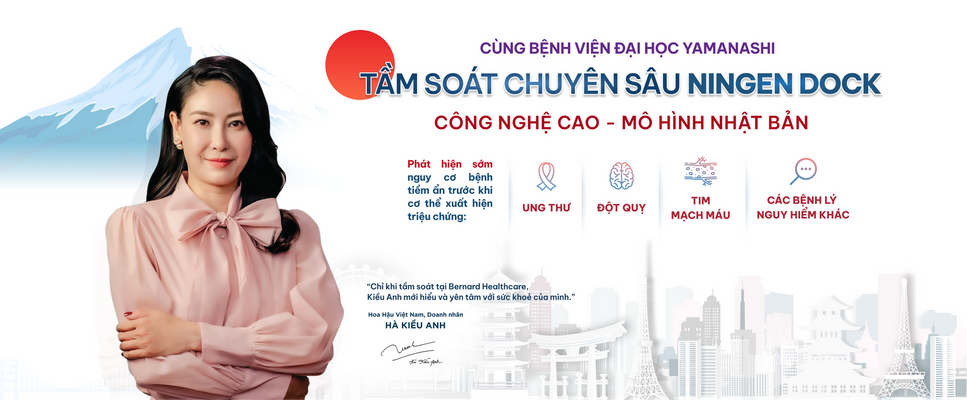 CÙNG BỆNH VIỆN ĐẠI HỌC YAMANASHI
TẦM SOÁT CHUYÊN SÂU NINGEN DOCK
CÔNG NGHỆ CAO - MÔ HÌNH NHẬT BẢN
Phát hiện sớm
nguy cơ bệnh
tiềm ẩn trước khi
cơ thể xuất hiện
triệu chứng:
UNG THƯ
ĐỘT QUỴ
TIM
MẠCH MÁU
CÁC BỆNH LÝ
NGUY HIỂM KHÁC
“Chỉ khi tầm soát tại Bernard Healthcare,
Kiều Anh mới hiểu và yên tâm với sức khoẻ của mình.”
Hoa Hậu Việt Nam, Doanh nhân
HÀ KIỀU ANH